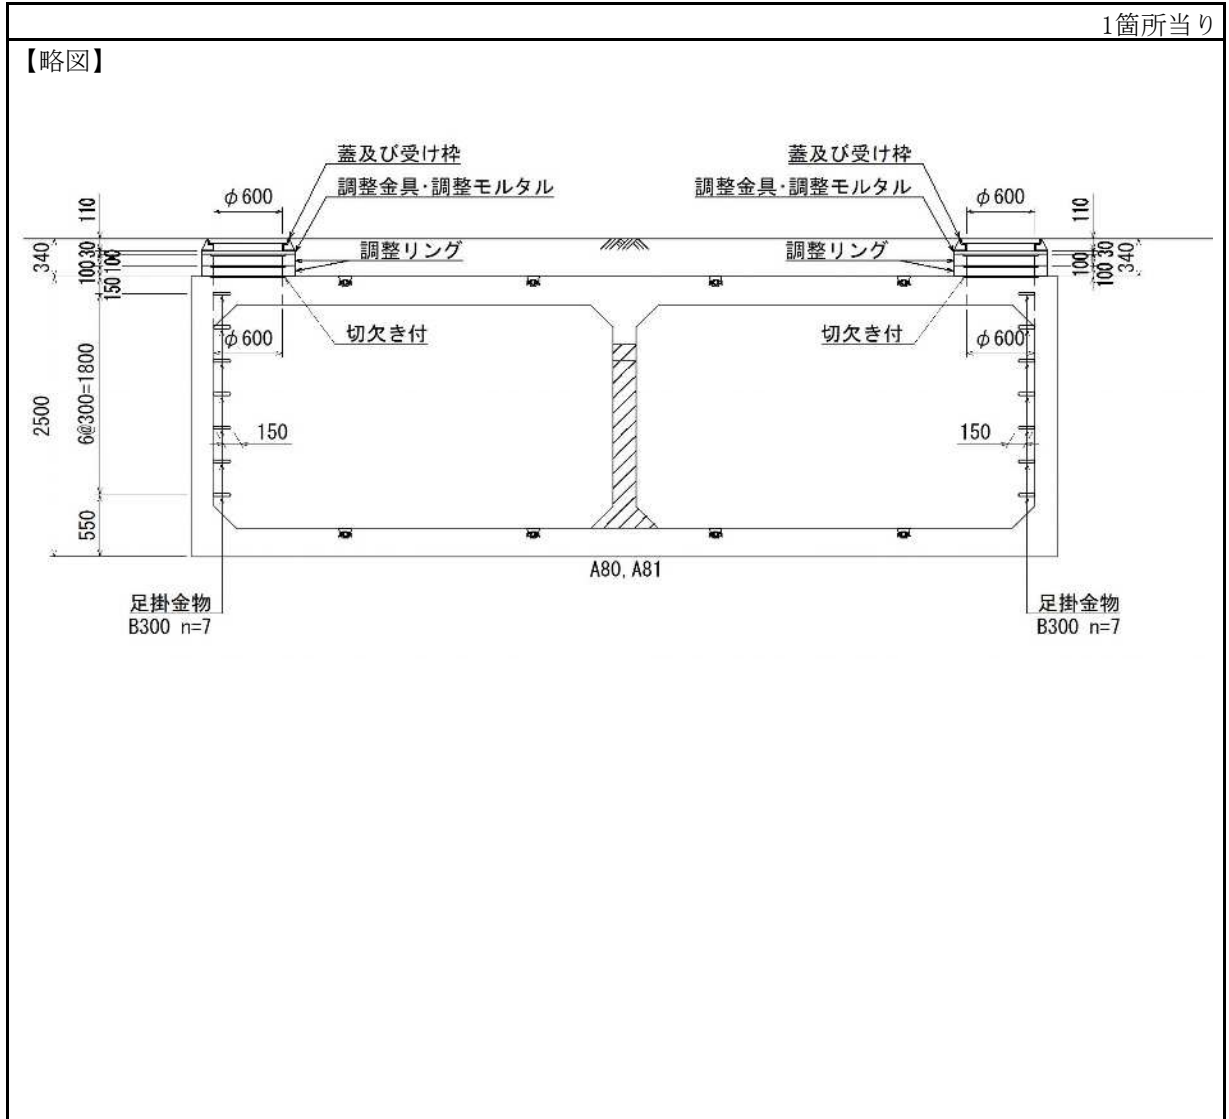 1箇所当り
【略図】
蓋及び受け枠
蓋及び受け枠
調整金具・調整モルタル
調整金具・調整モルタル
φ600
φ600
110
110
調整リング
調整リング
340
30
100
100
150
30
340
100
100
切欠き付
切欠き付
φ600
φ600
2500
6@300=1800
150
150
550
A80, A81
足掛金物
B300 n=7
足掛金物
B300 n=7